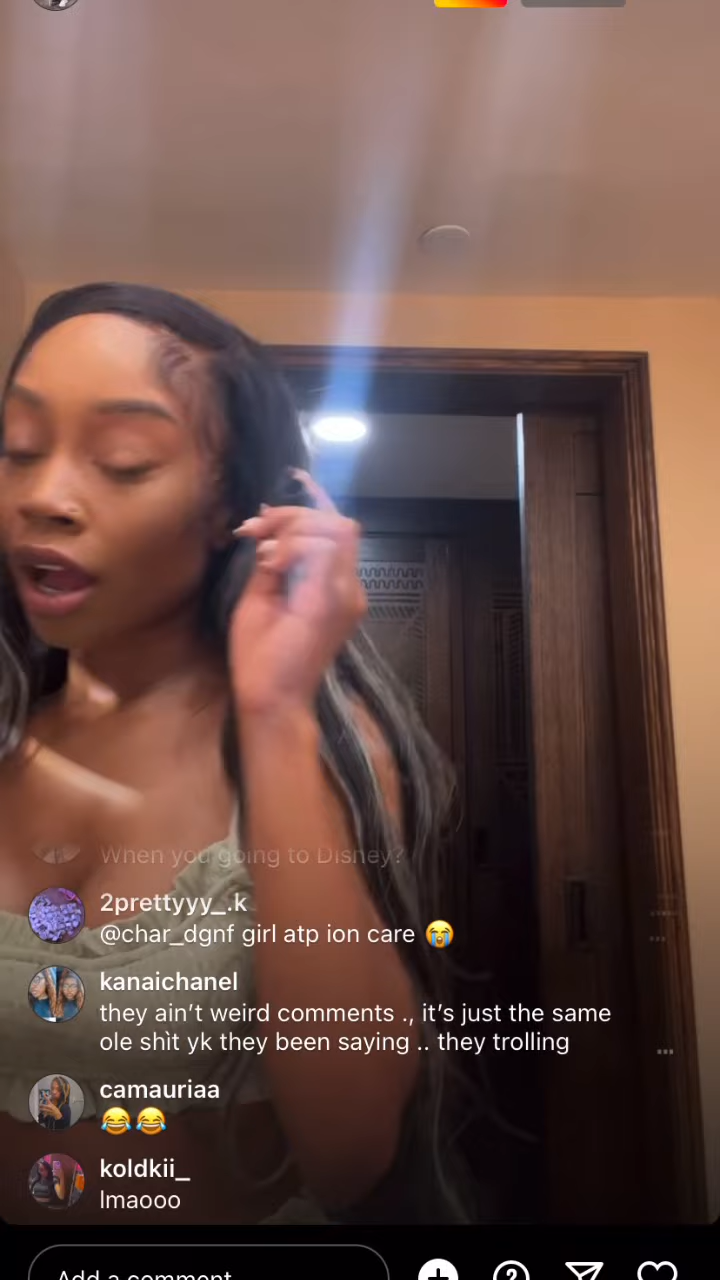 When you going to Disney?
2prettyyy_.k
@char_dgnf girl atp ion care 😭
kanaichanel
they ain’t weird comments ., it’s just the same
ole shìt yk they been saying .. they trolling
camauriaa
😂😂
koldkii_
lmaooo
Add a comment